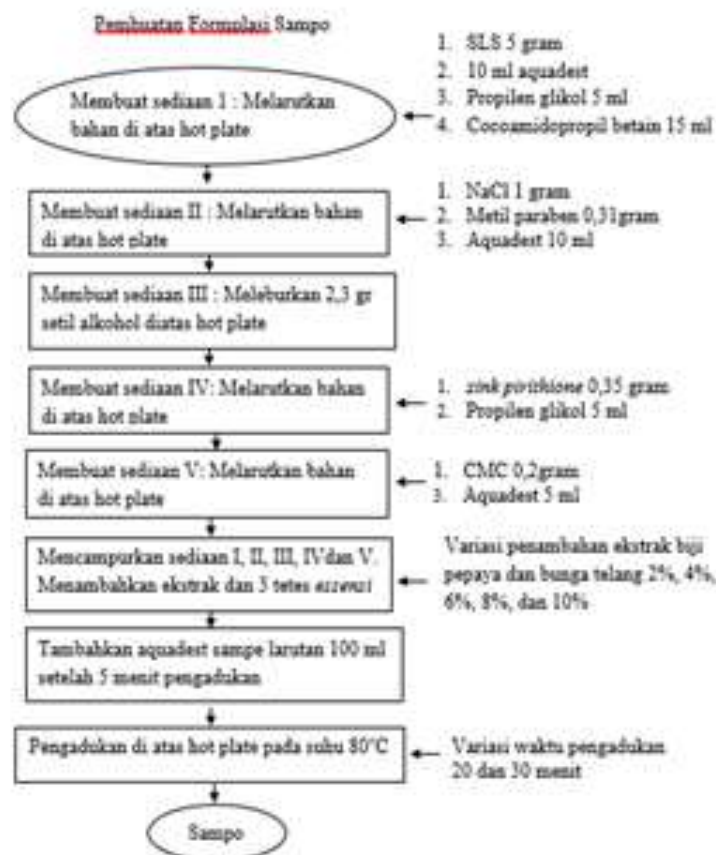 Pembuatan Formulasi Sampo
Membuat sediaan 1 : Melarutkan
bahan di atas hot plate
1. SLS 5 gram
2. 10 ml aquadest
3. Propilen glikol 5 ml
4. Cocoamidopropil betain 15 ml
Membuat sediaan II : Melarutkan bahan
di atas hot plate
1. NaCl 1 gram
2. Metil paraben 0,31gram
3. Aquadest 10 ml
Membuat sediaan III : Meleburkan 2,3 gr
setil alkohol diatas hot plate
Membuat sediaan IV: Melarutkan bahan
di atas hot plate
1. zink pirithione 0,35 gram
2. Propilen glikol 5 ml
Membuat sediaan V: Melarutkan bahan
di atas hot plate
1. CMC 0,2gram
3. Aquadest 5 ml
Mencampurkan sediaan I, II, III, IVdan V.
Menambahkan ekstrak dan 3 tetes essensi
Variasi penambahan ekstrak biji
pepaya dan bunga telang 2%, 4%,
6%, 8%, dan 10%
Tambahkan aquadest sampe larutan 100 ml
setelah 5 menit pengadukan
Pengadukan di atas hot plate pada suhu 80°C
Variasi waktu pengadukan
20 dan 30 menit
Sampo